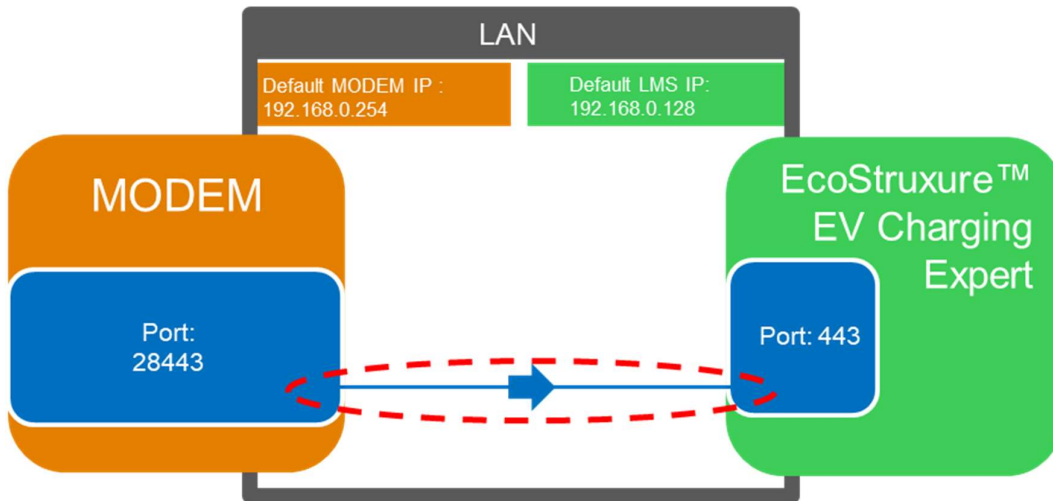 LAN
Default MODEM IP :
192.168.0.254
Default LMS IP:
192.168.0.128
MODEM
Port:
28443
EcoStruxure™
EV Charging
Expert
Port: 443